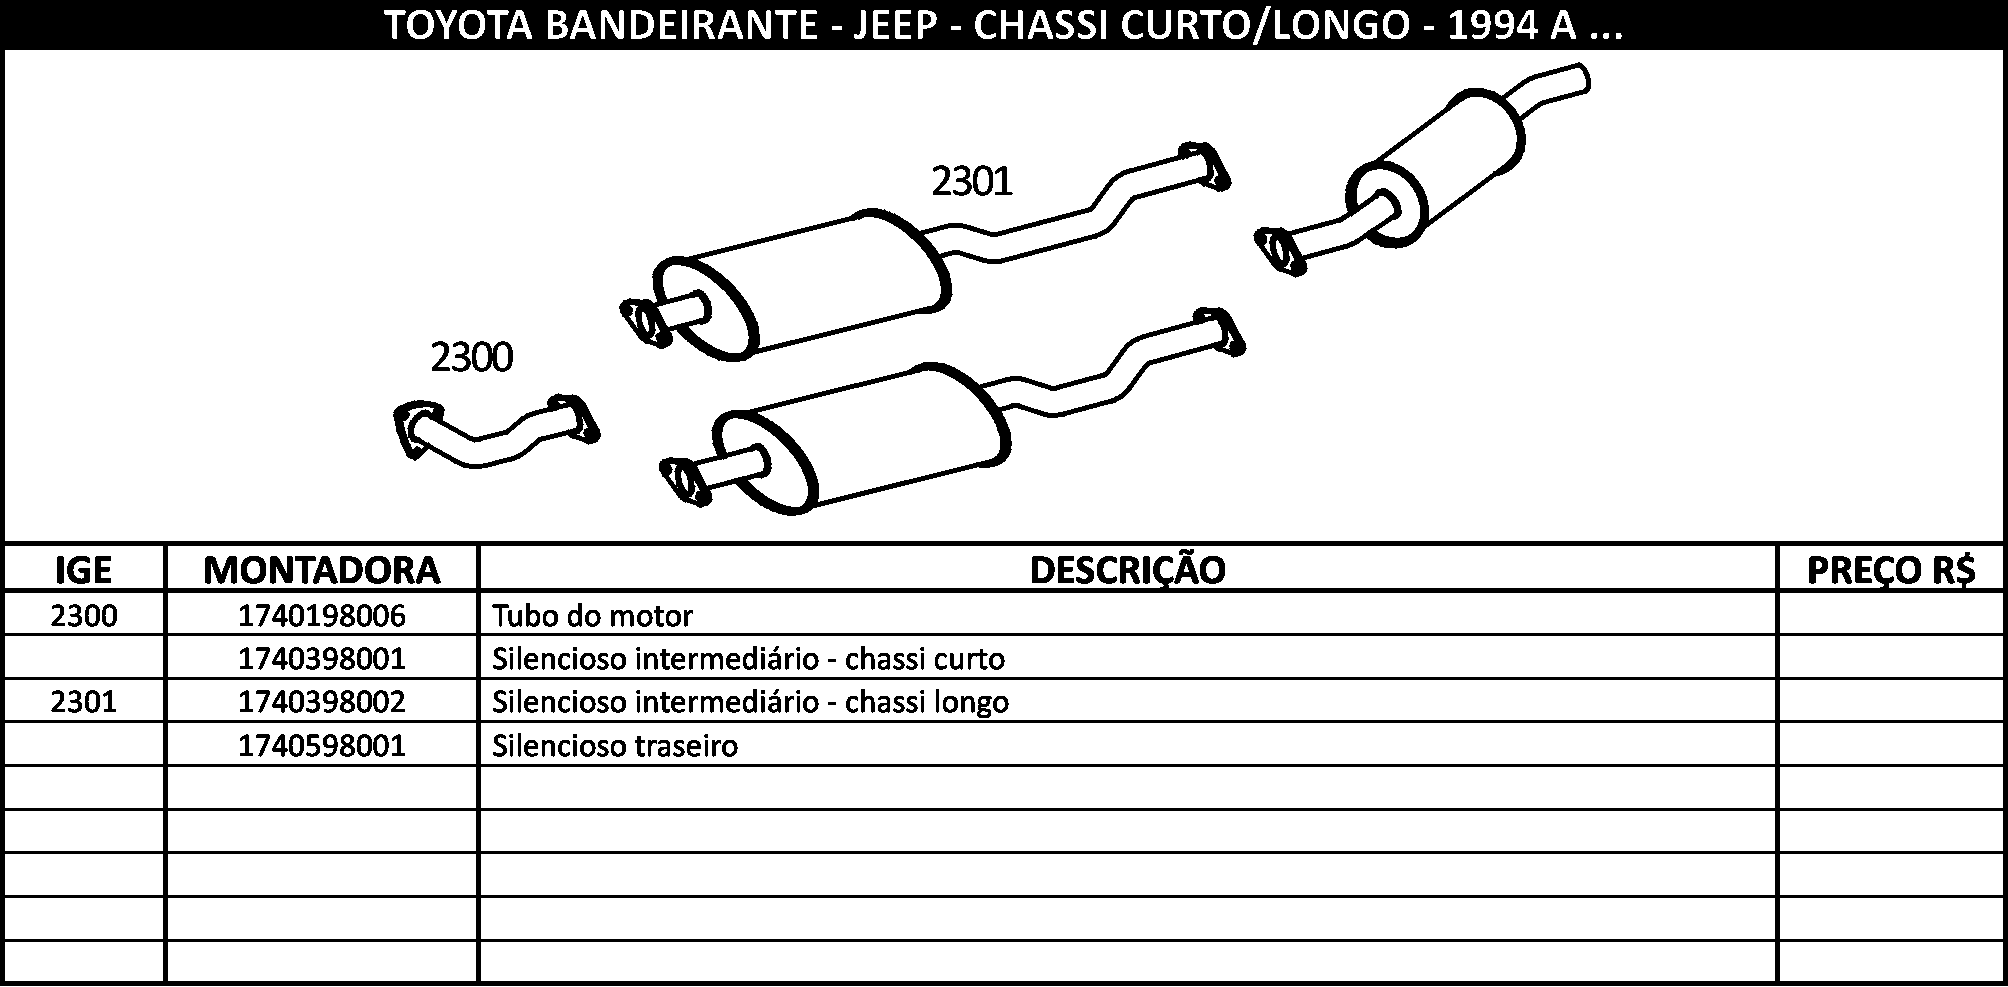 TOYOTA BANDEIRANTE - JEEP - CHASSI CURTO/LONGO - 1994 A ...
2301
2300
IGE MONTADORA DESCRIÇÃO PREÇO R$
2300 1740198006 Tubo do motor
1740398001 Silencioso intermediário - chassi curto
2301 1740398002 Silencioso intermediário - chassi longo
1740598001 Silencioso traseiro